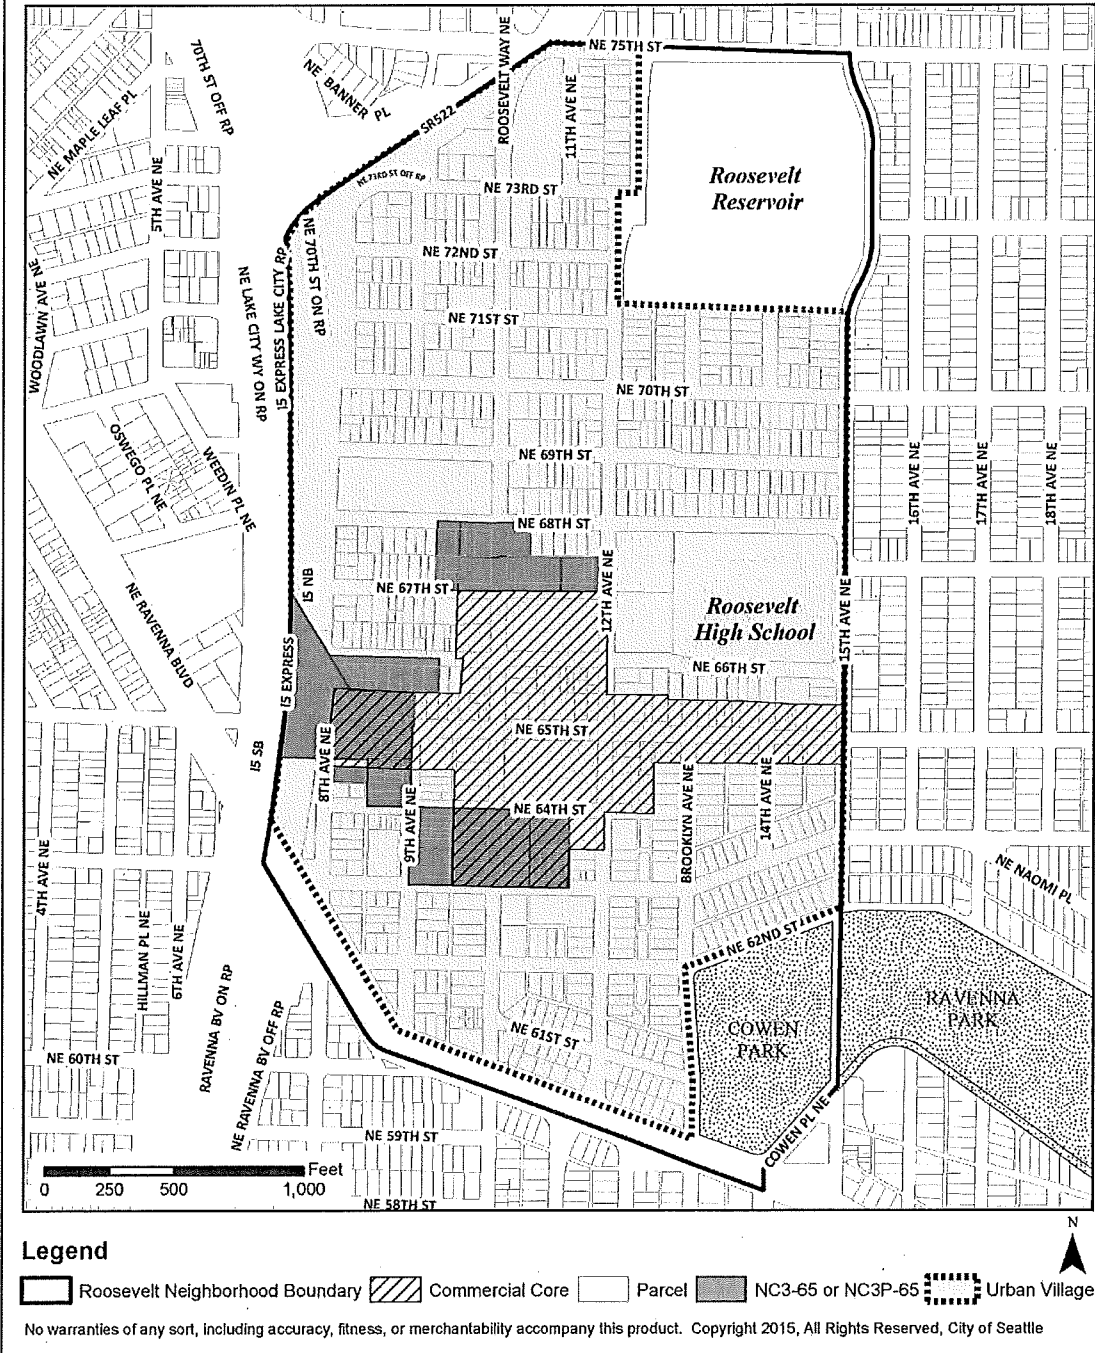 NE 75TH ST
ROOSEVELT WAY NE
70TH ST OFF RP
NE BANNER PL
NE MAPLE LEAF PL
SR522
11TH AVE NE
5TH AVE NE
NE 73RD ST OFF RP
NE 73RD ST
Roosevelt
Reservoir
NE 70TH ST ON RP
NE 72ND ST
WOODLAWN AVE NE
NE LAKE CITY WY ON RP
I5 EXPRESS LAKE CITY RP
NE 71ST ST
NE 70TH ST
OSWEGO PL NE
WEEDIN PL NE
NE 69TH ST
16TH AVE NE
17TH AVE NE
18TH AVE NE
NE 68TH ST
I5 NB
NE 67TH ST
12TH AVE NE
Roosevelt
High School
15TH AVE NE
NE RAVENNA BLVD
NE 66TH ST
I5 EXPRESS
NE 65TH ST
I5 SB
8TH AVE NE
9TH AVE NE
NE 64TH ST
BROOKLYN AVE NE
14TH AVE NE
4TH AVE NE
HILLMAN PL NE
6TH AVE NE
NE NAOMI PL
NE 62ND ST
RAVENNA BV ON RP
NE RAVENNA BV OFF RP
RAVENNA
PARK
COWEN
PARK
NE 61ST ST
NE 60TH ST
COWEN PL NE
NE 59TH ST
Feet
0 250 500 1,000
NE 58TH ST
N
Legend
Roosevelt Neighborhood Boundary Commercial Core Parcel NC3-65 or NC3P-65 Urban Village
No warranties of any sort, including accuracy, fitness, or merchantability accompany this product. Copyright 2015, All Rights Reserved, City of Seattle